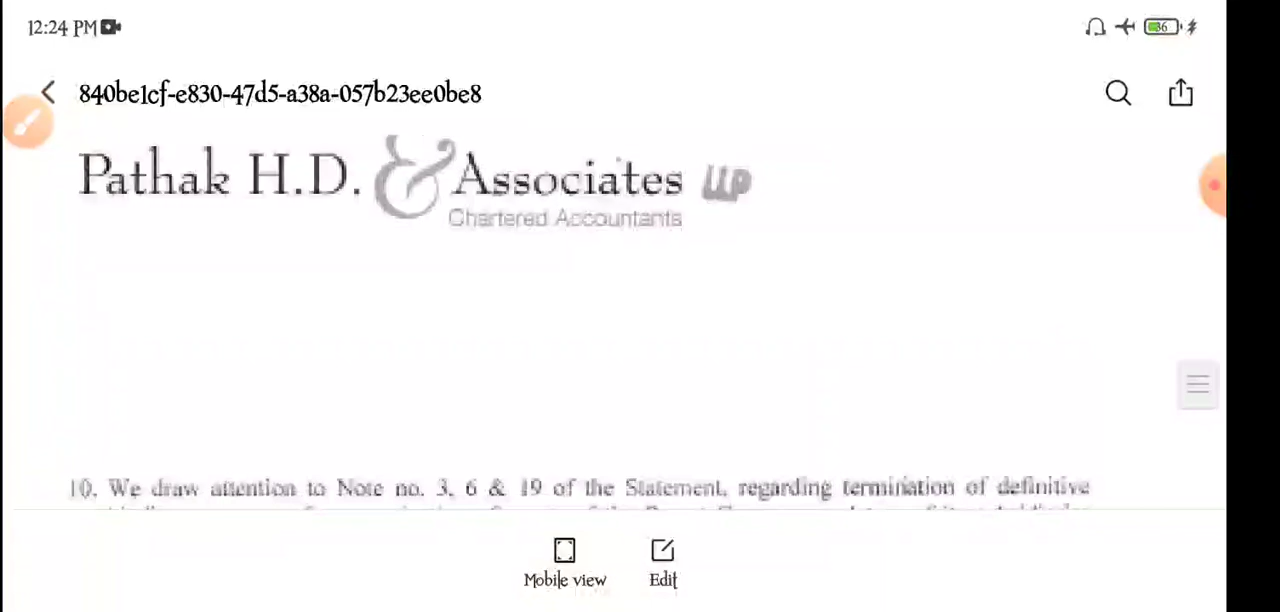 12:24 PM
36
840be1cf-e830-47d5-a38a-057b23ee0be8
Pathak H.D. & Associates LLP
Chartered Accountants
10. We draw attention to Note no. 3, 6 & 19 of the Statement, regarding termination of definitive
Mobile view
Edit